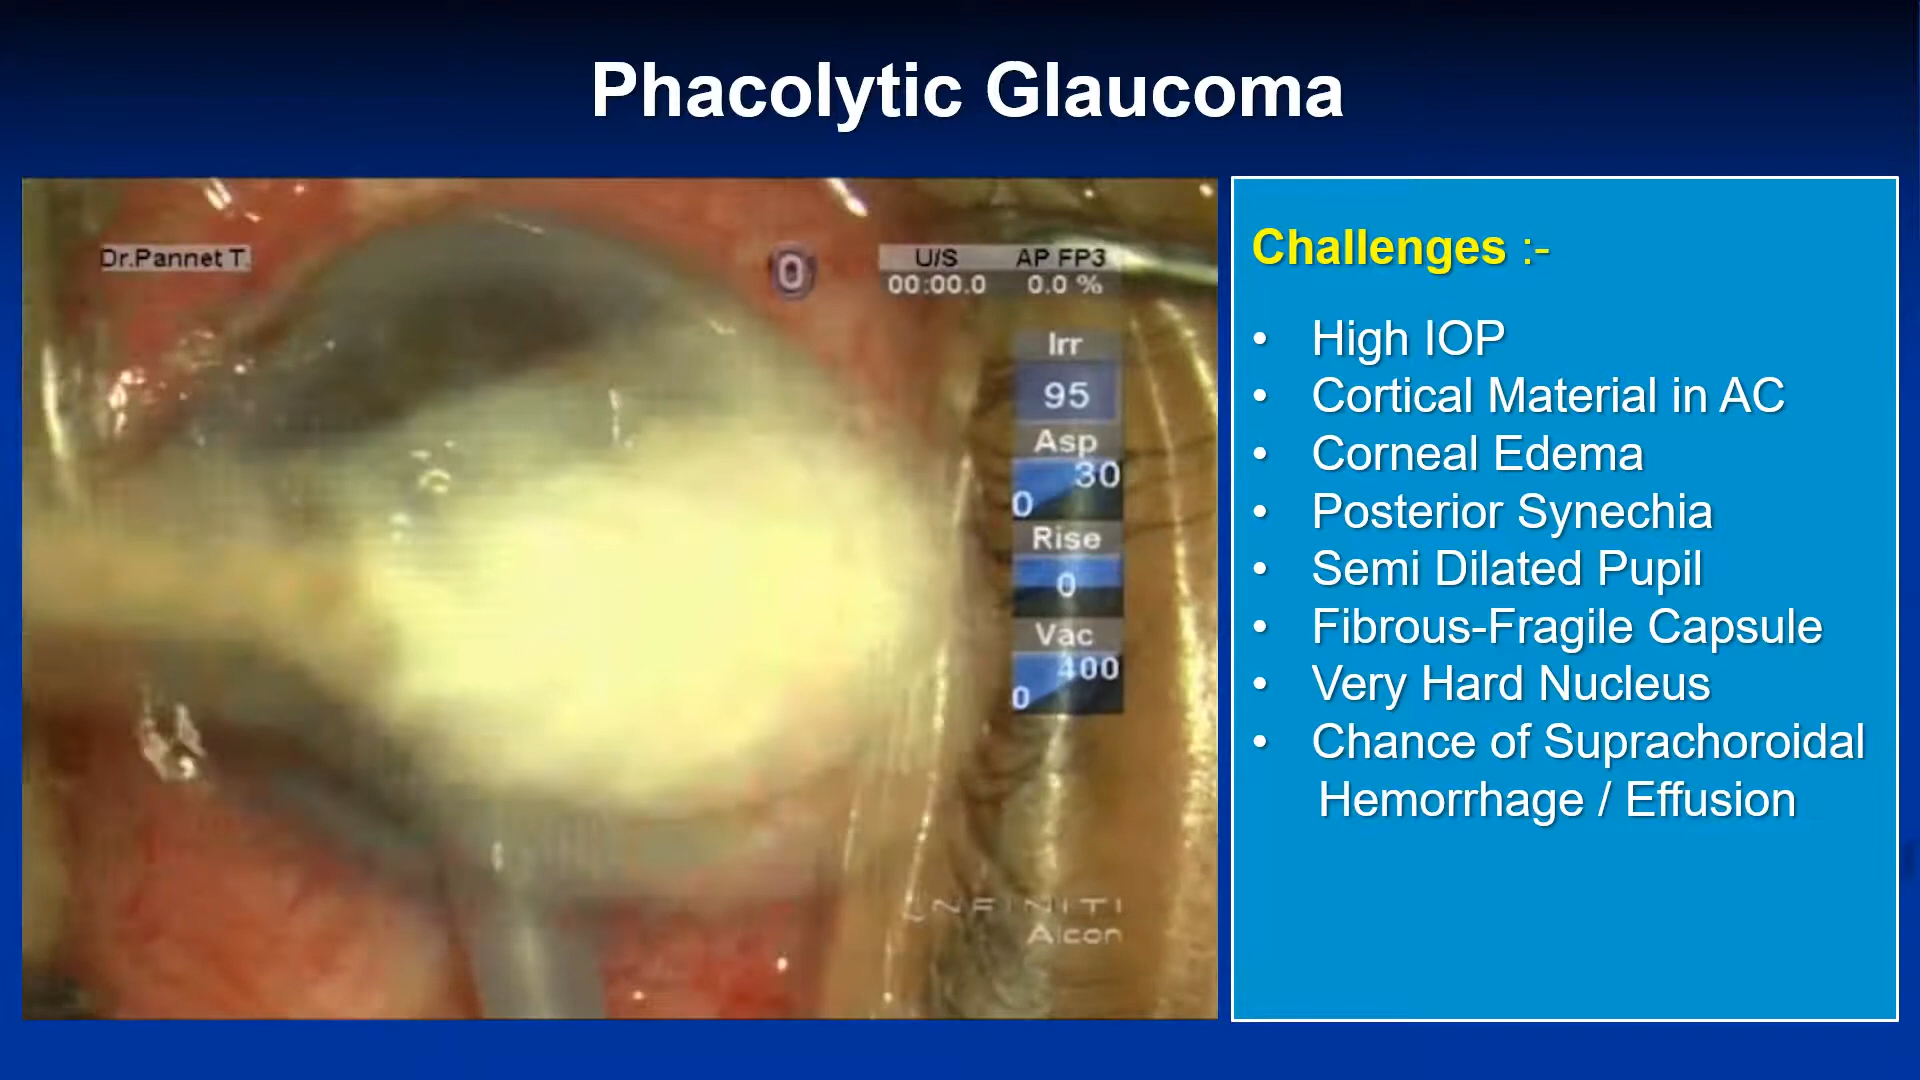 Phacolytic Glaucoma
Dr.Pannet T.
0
U/S AP FP3
00:00.0 0.0 %
Irr
95
Asp
30
0
Rise
0
Vac
400
0
INFINITI
Alcon
Challenges :-
• High IOP
• Cortical Material in AC
• Corneal Edema
• Posterior Synechia
• Semi Dilated Pupil
• Fibrous-Fragile Capsule
• Very Hard Nucleus
• Chance of Suprachoroidal
Hemorrhage / Effusion